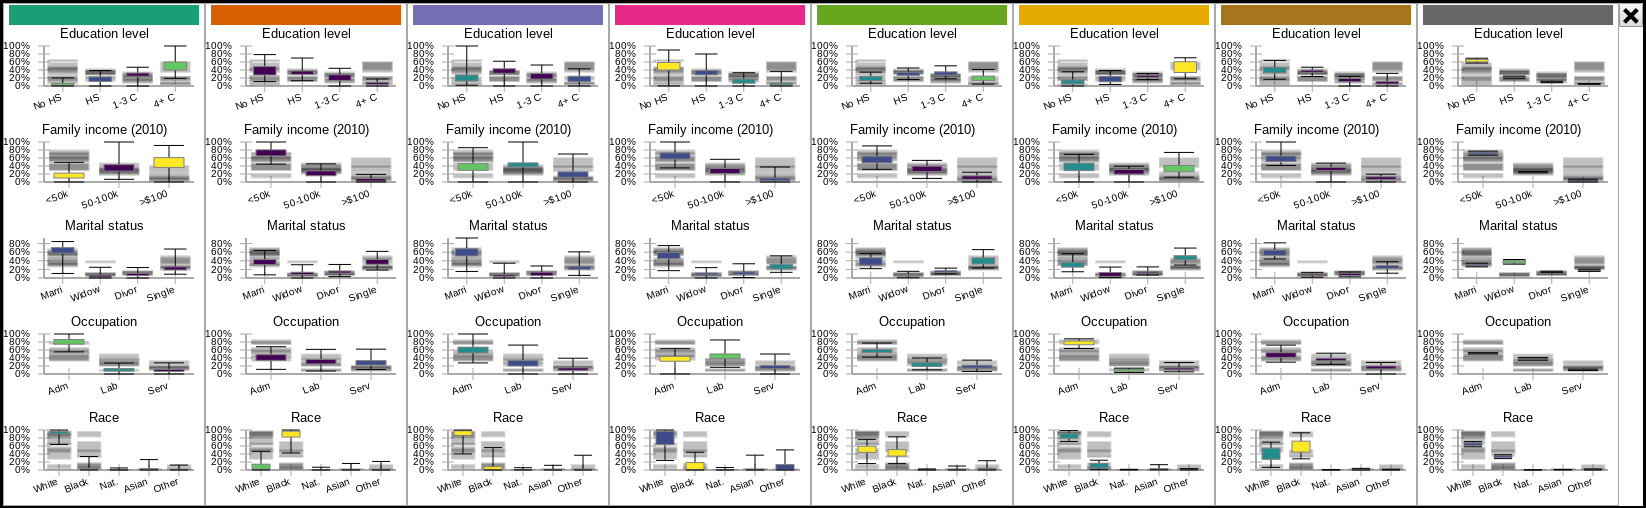 Education level Education level Education level Education level Education level Education level Education level Education level
100% 100% 100% 100% 100% 100% 100% 100%
80% 80% 80% 80% 80% 80% 80% 80%
60% 60% 60% 60% 60% 60% 60% 60%
40% 40% 40% 40% 40% 40% 40% 40%
20% 20% 20% 20% 20% 20% 20% 20%
0% 0% 0% 0% 0% 0% 0% 0%
No HS HS 1-3 C 4+ C No HS HS 1-3 C 4+ C No HS HS 1-3 C 4+ C No HS HS 1-3 C 4+ C No HS HS 1-3 C 4+ C No HS HS 1-3 C 4+ C No HS HS 1-3 C 4+ C No HS HS 1-3 C 4+ C
Family income (2010) Family income (2010) Family income (2010) Family income (2010) Family income (2010) Family income (2010) Family income (2010) Family income (2010)
100% 100% 100% 100% 100% 100% 100% 100%
80% 80% 80% 80% 80% 80% 80% 80%
60% 60% 60% 60% 60% 60% 60% 60%
40% 40% 40% 40% 40% 40% 40% 40%
20% 20% 20% 20% 20% 20% 20% 20%
0% 0% 0% 0% 0% 0% 0% 0%
<50k 50-100k >$100 <50k 50-100k >$100 <50k 50-100k >$100 <50k 50-100k >$100 <50k 50-100k >$100 <50k 50-100k >$100 <50k 50-100k >$100 <50k 50-100k >$100
Marital status Marital status Marital status Marital status Marital status Marital status Marital status Marital status
80% 80% 80% 80% 80% 80% 80% 80%
60% 60% 60% 60% 60% 60% 60% 60%
40% 40% 40% 40% 40% 40% 40% 40%
20% 20% 20% 20% 20% 20% 20% 20%
0% 0% 0% 0% 0% 0% 0% 0%
Marri Widow Divor Single Marri Widow Divor Single Marri Widow Divor Single Marri Widow Divor Single Marri Widow Divor Single Marri Widow Divor Single Marri Widow Divor Single Marri Widow Divor Single
Occupation Occupation Occupation Occupation Occupation Occupation Occupation Occupation
100% 100% 100% 100% 100% 100% 100% 100%
80% 80% 80% 80% 80% 80% 80% 80%
60% 60% 60% 60% 60% 60% 60% 60%
40% 40% 40% 40% 40% 40% 40% 40%
20% 20% 20% 20% 20% 20% 20% 20%
0% 0% 0% 0% 0% 0% 0% 0%
Adm Lab Serv Adm Lab Serv Adm Lab Serv Adm Lab Serv Adm Lab Serv Adm Lab Serv Adm Lab Serv Adm Lab Serv
Race Race Race Race Race Race Race Race
100% 100% 100% 100% 100% 100% 100% 100%
80% 80% 80% 80% 80% 80% 80% 80%
60% 60% 60% 60% 60% 60% 60% 60%
40% 40% 40% 40% 40% 40% 40% 40%
20% 20% 20% 20% 20% 20% 20% 20%
0% 0% 0% 0% 0% 0% 0% 0%
White Black Nat. Asian Other White Black Nat. Asian Other White Black Nat. Asian Other White Black Nat. Asian Other White Black Nat. Asian Other White Black Nat. Asian Other White Black Nat. Asian Other White Black Nat. Asian Other